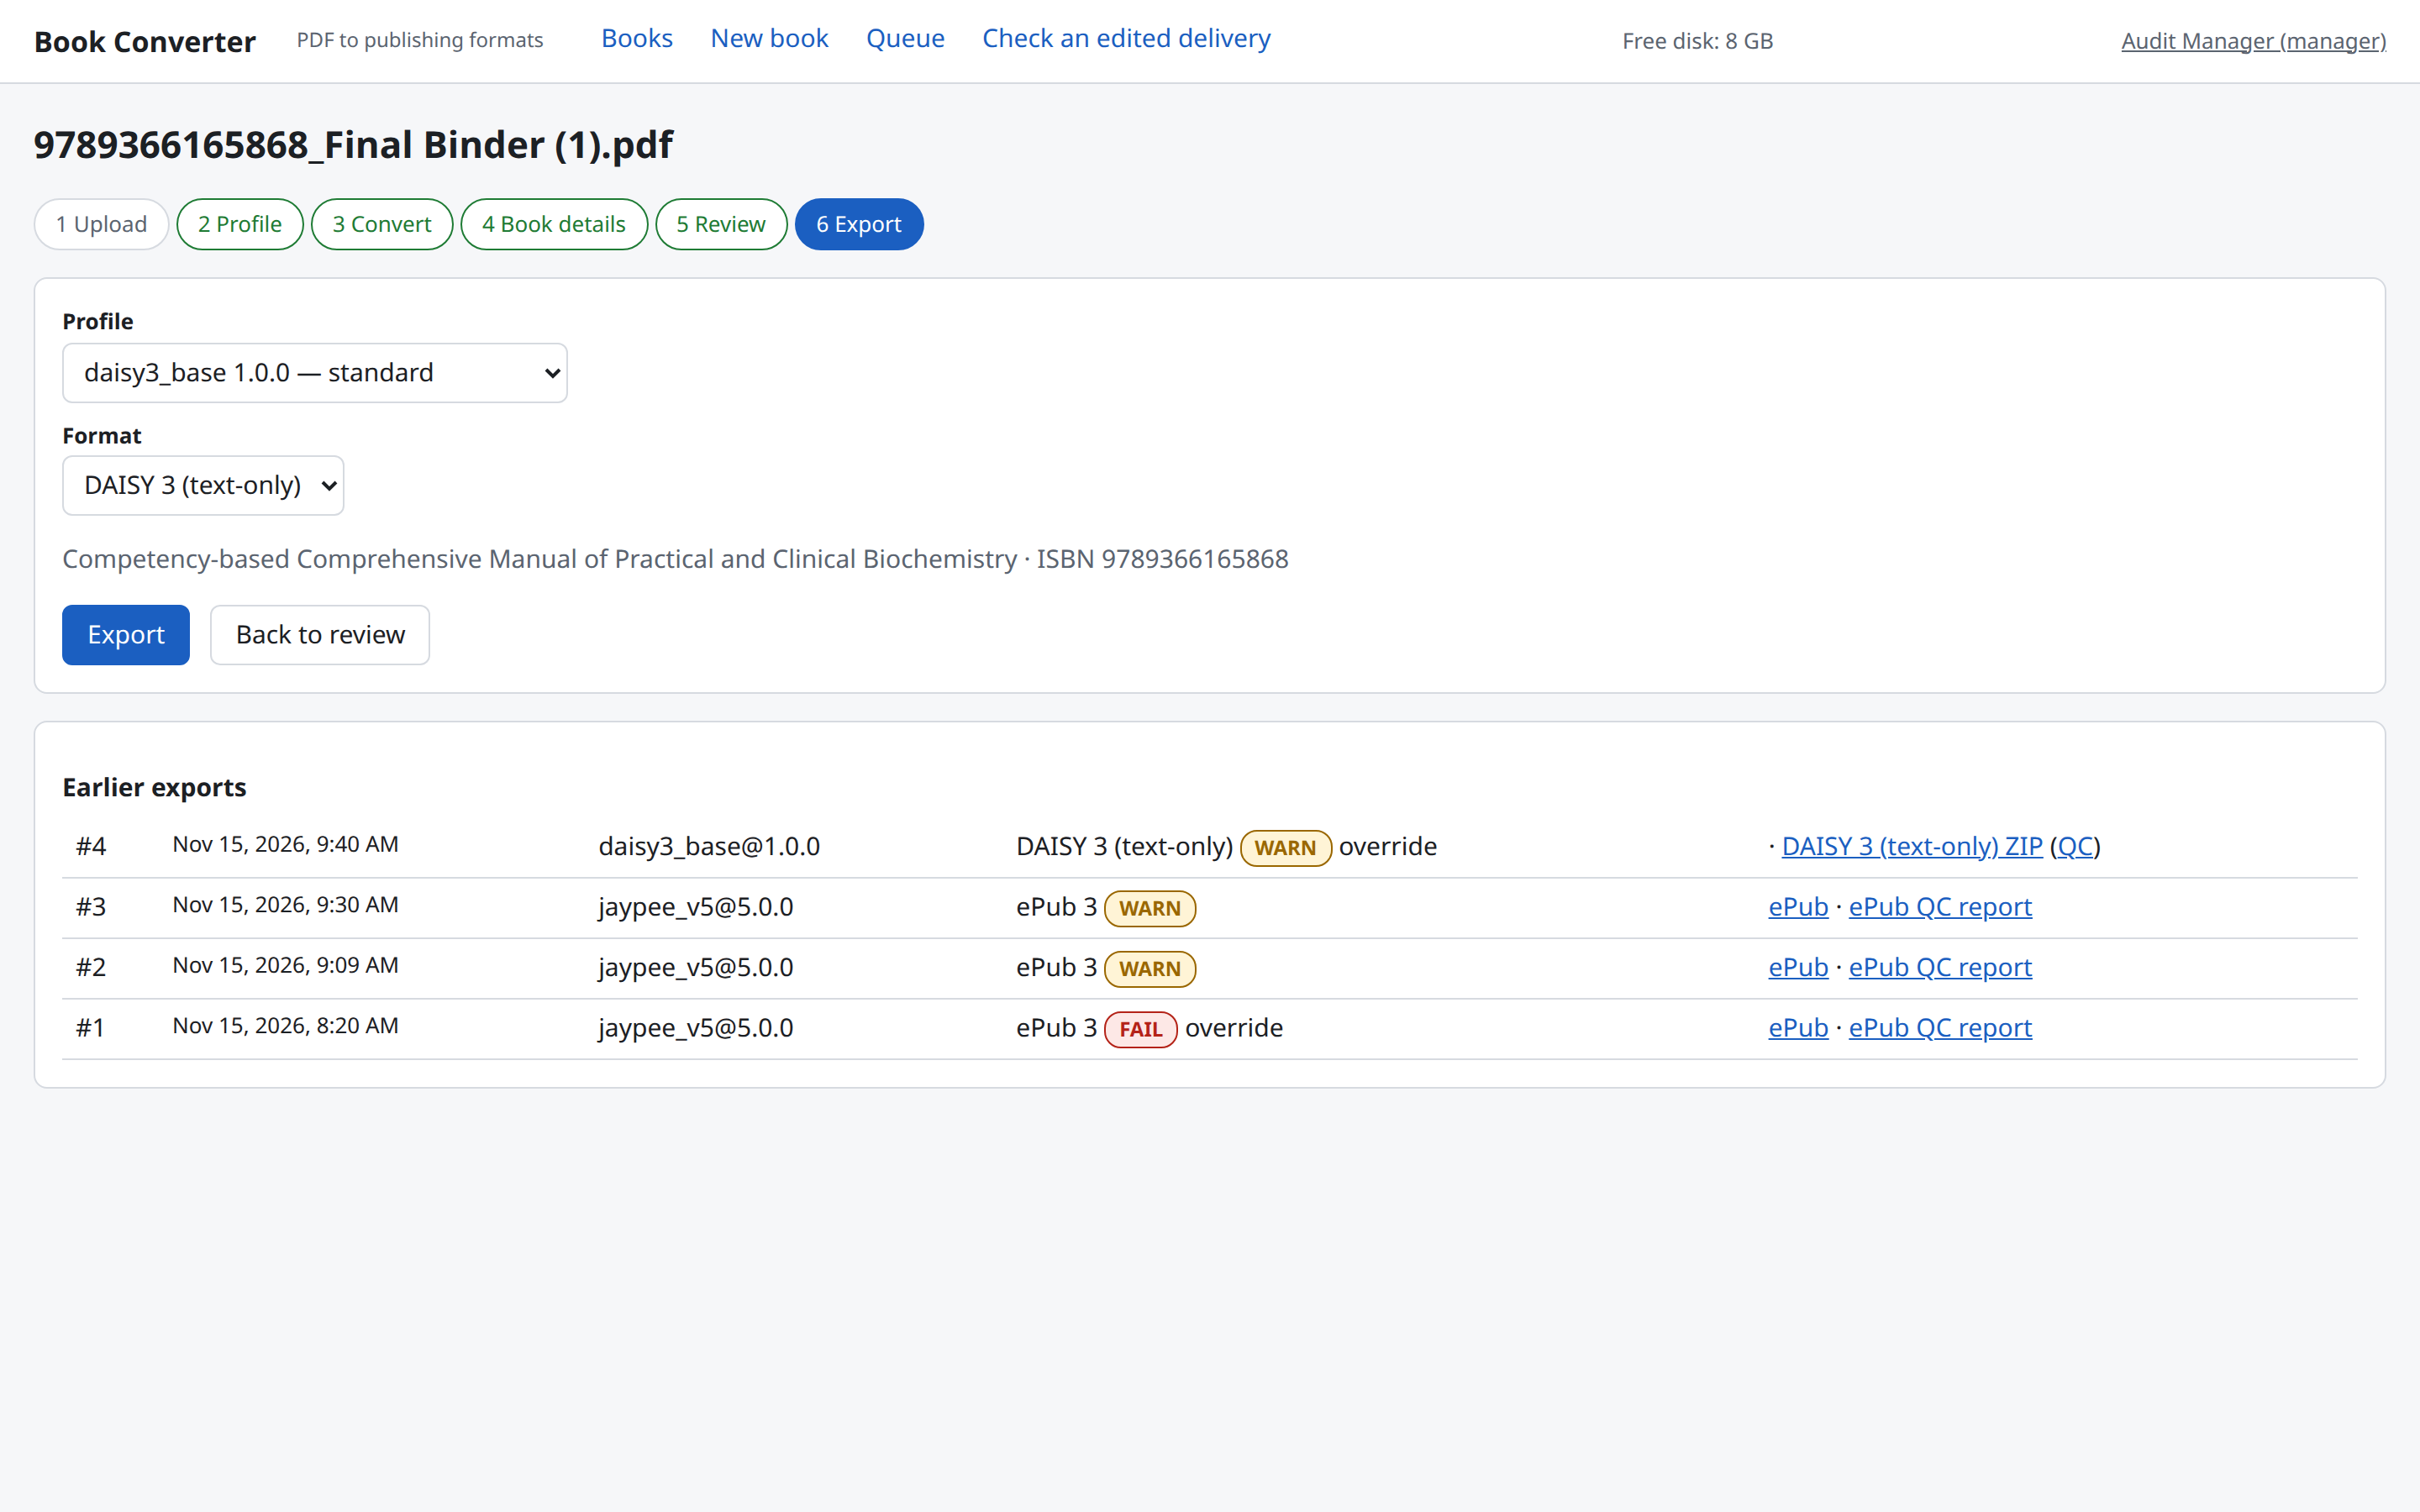 Book Converter PDF to publishing formats Books New book Queue Check an edited delivery Free disk: 8 GB Audit Manager (manager)
9789366165868_Final Binder (1).pdf
1 Upload 2 Profile 3 Convert 4 Book details 5 Review 6 Export
Profile
daisy3_base 1.0.0 — standard
Format
DAISY 3 (text-only)
Competency-based Comprehensive Manual of Practical and Clinical Biochemistry · ISBN 9789366165868
Export Back to review
Earlier exports
#4 Nov 15, 2026, 9:40 AM daisy3_base@1.0.0 DAISY 3 (text-only) WARN override · DAISY 3 (text-only) ZIP (QC)
#3 Nov 15, 2026, 9:30 AM jaypee_v5@5.0.0 ePub 3 WARN ePub · ePub QC report
#2 Nov 15, 2026, 9:09 AM jaypee_v5@5.0.0 ePub 3 WARN ePub · ePub QC report
#1 Nov 15, 2026, 8:20 AM jaypee_v5@5.0.0 ePub 3 FAIL override ePub · ePub QC report